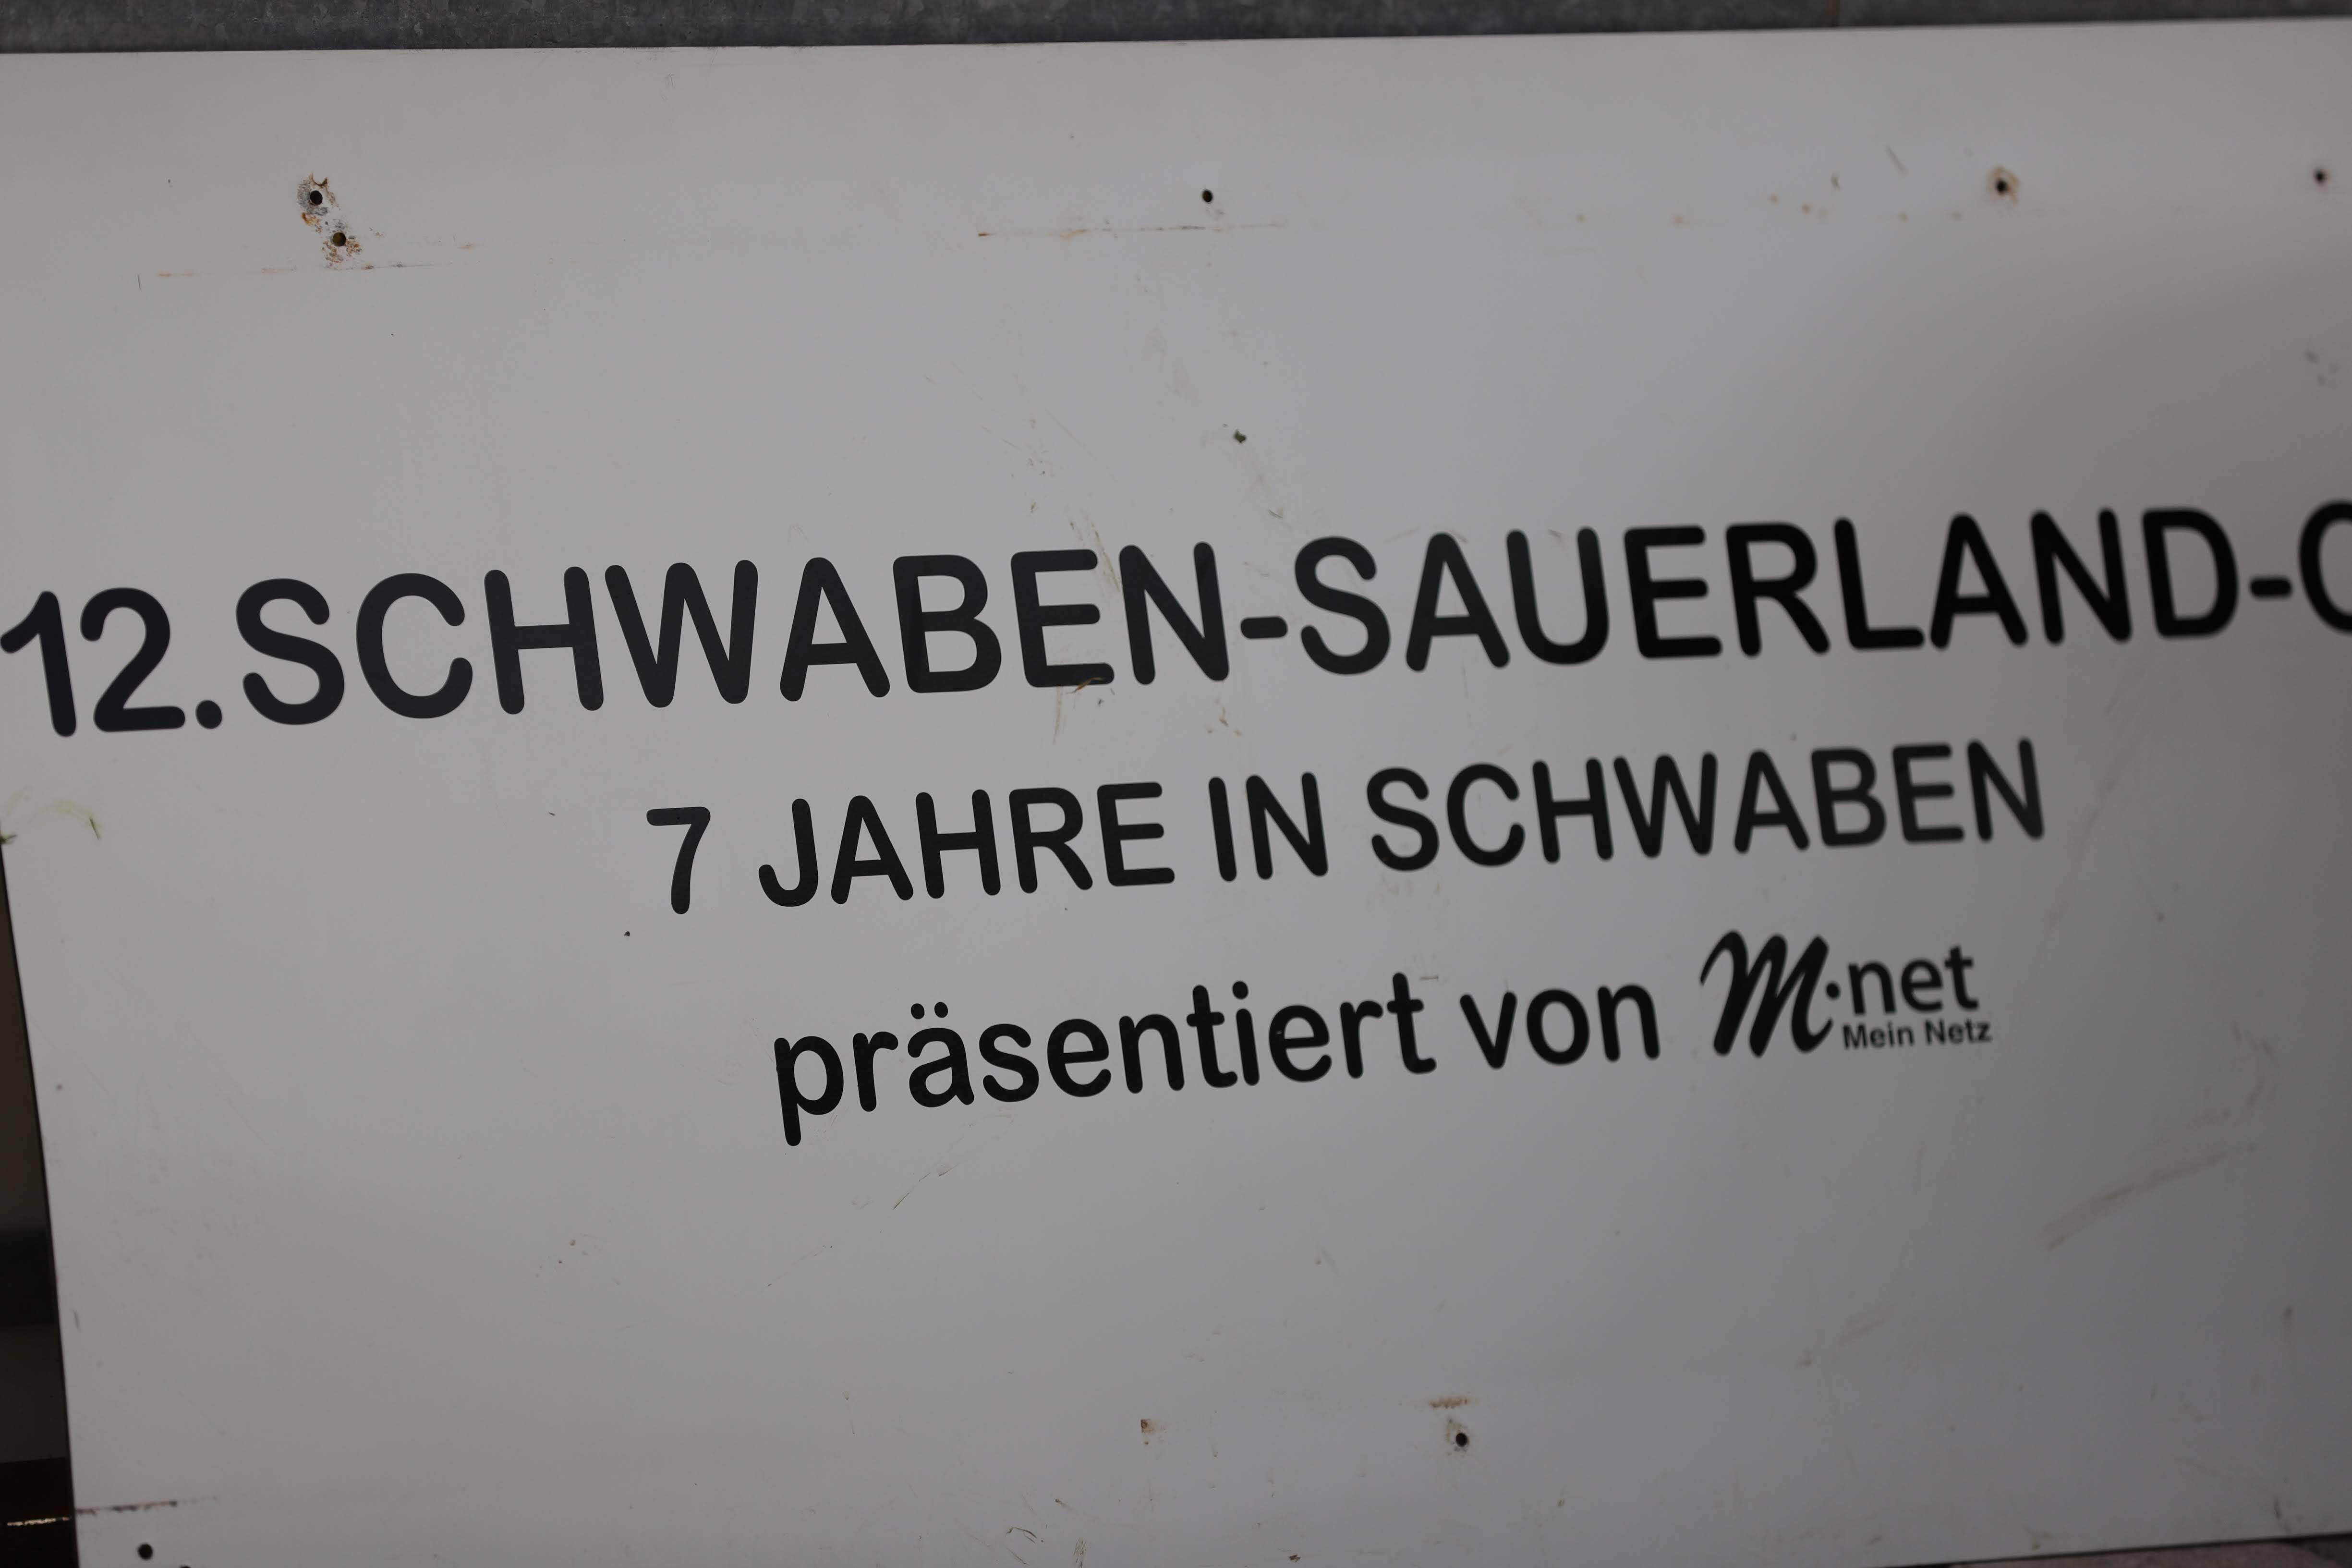 12.SCHWABEN-SAUERLAND-
7 JAHRE IN SCHWABEN
präsentiert von M·net
Mein Netz